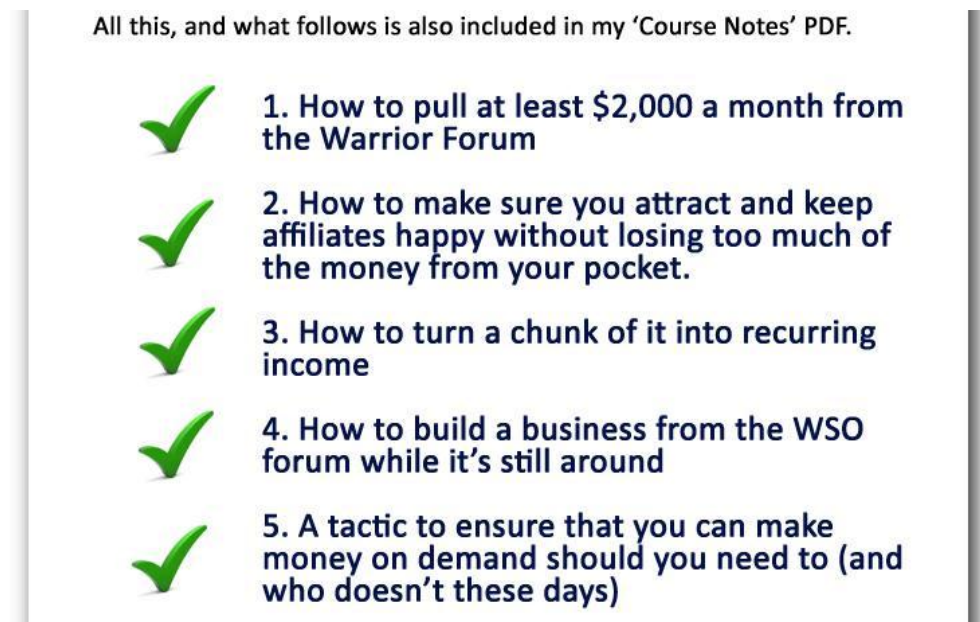 All this, and what follows is also included in my ‘Course Notes’ PDF.
1. How to pull at least $2,000 a month from
the Warrior Forum
2. How to make sure you attract and keep
affiliates happy without losing too much of
the money from your pocket.
3. How to turn a chunk of it into recurring
income
4. How to build a business from the WSO
forum while it’s still around
5. A tactic to ensure that you can make
money on demand should you need to (and
who doesn’t these days)